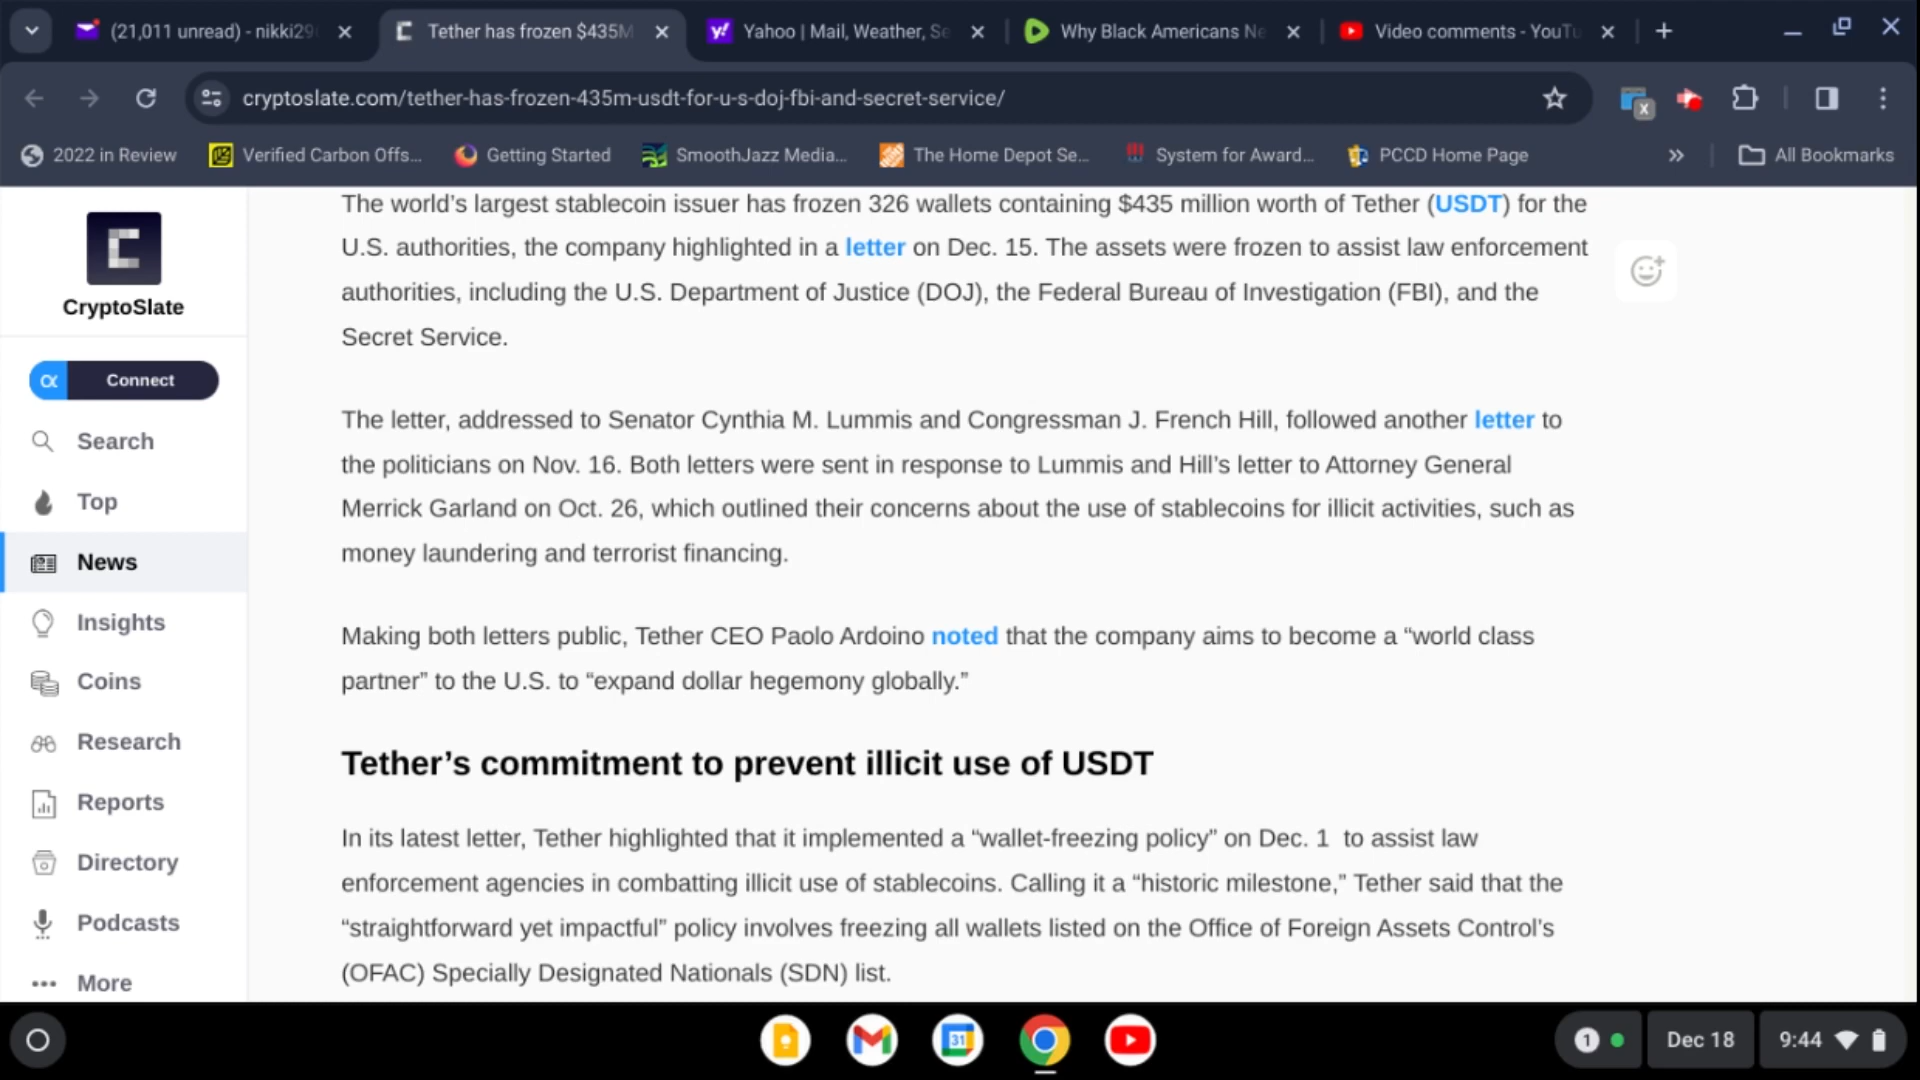 (21,011 unread) - nikki29
Tether has frozen $435M
Yahoo | Mail, Weather, Se
Why Black Americans Ne
Video comments - YouTu
cryptoslate.com/tether-has-frozen-435m-usdt-for-u-s-doj-fbi-and-secret-service/
2022 in Review
Verified Carbon Offs...
Getting Started
SmoothJazz Media...
The Home Depot Se...
System for Award...
PCCD Home Page
All Bookmarks
CryptoSlate
Connect
Search
Top
News
Insights
Coins
Research
Reports
Directory
Podcasts
More
The world’s largest stablecoin issuer has frozen 326 wallets containing $435 million worth of Tether (USDT) for the
U.S. authorities, the company highlighted in a letter on Dec. 15. The assets were frozen to assist law enforcement
authorities, including the U.S. Department of Justice (DOJ), the Federal Bureau of Investigation (FBI), and the
Secret Service.
The letter, addressed to Senator Cynthia M. Lummis and Congressman J. French Hill, followed another letter to
the politicians on Nov. 16. Both letters were sent in response to Lummis and Hill’s letter to Attorney General
Merrick Garland on Oct. 26, which outlined their concerns about the use of stablecoins for illicit activities, such as
money laundering and terrorist financing.
Making both letters public, Tether CEO Paolo Ardoino noted that the company aims to become a “world class
partner” to the U.S. to “expand dollar hegemony globally.”
Tether’s commitment to prevent illicit use of USDT
In its latest letter, Tether highlighted that it implemented a “wallet-freezing policy” on Dec. 1 to assist law
enforcement agencies in combatting illicit use of stablecoins. Calling it a “historic milestone,” Tether said that the
“straightforward yet impactful” policy involves freezing all wallets listed on the Office of Foreign Assets Control’s
(OFAC) Specially Designated Nationals (SDN) list.
31
1
Dec 18
9:44